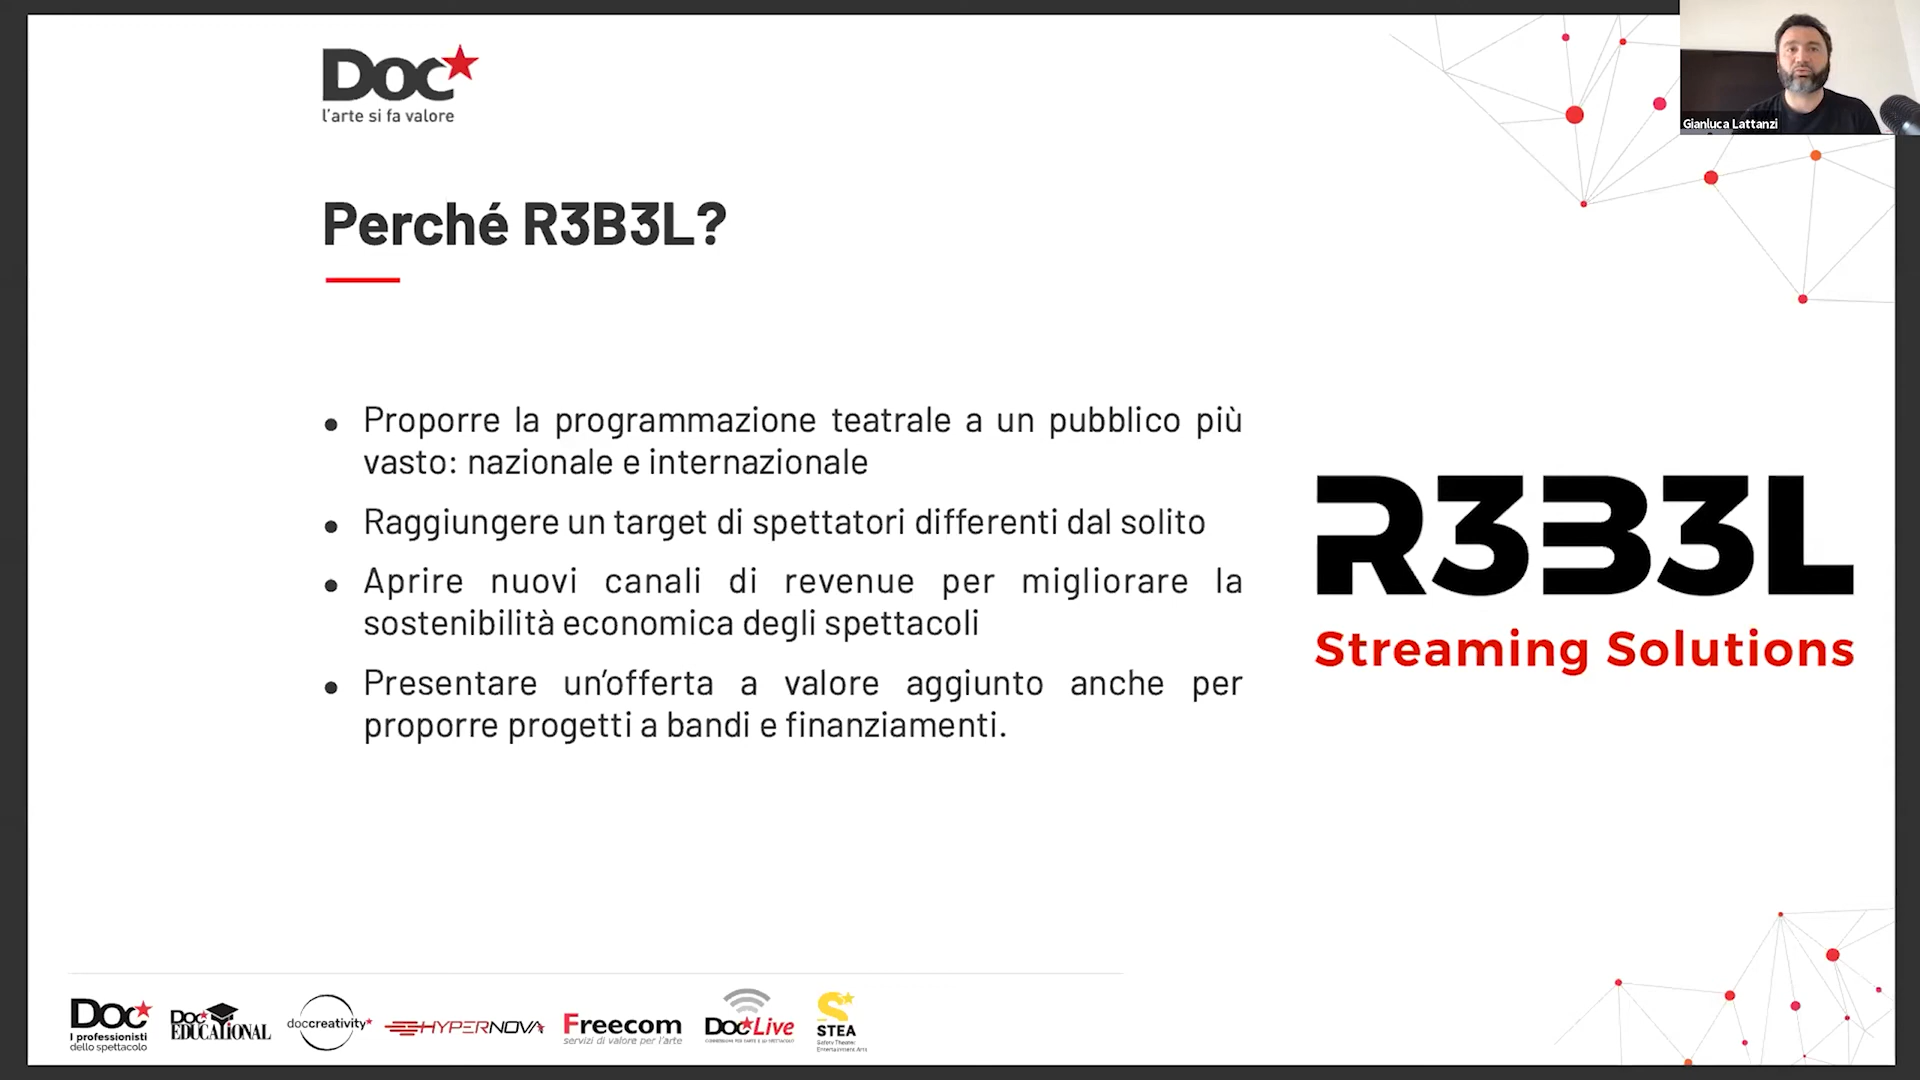 Doc
l'arte si fa valore
Gianluca Lattanzi
Perché R3B3L?
• Proporre la programmazione teatrale a un pubblico più
vasto: nazionale e internazionale
• Raggiungere un target di spettatori differenti dal solito
• Aprire nuovi canali di revenue per migliorare la
sostenibilità economica degli spettacoli
• Presentare un'offerta a valore aggiunto anche per
proporre progetti a bandi e finanziamenti.
R3B3L
Streaming Solutions
Doc
I professionisti
dello spettacolo
Doc
EDUCATIONAL
doccreativity
HYPERNOVA
Freecom
servizi di valore per l'arte
Doc Live
STEA